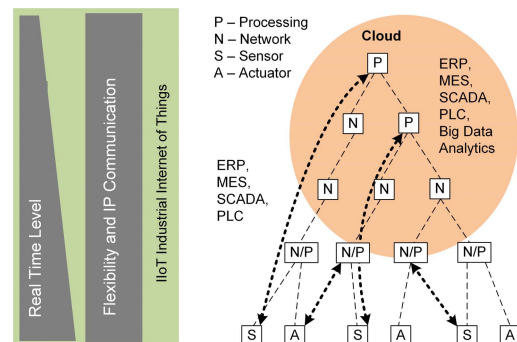 Real Time Level
Flexibility and IP Communication
IIoT Industrial Internet of Things
P – Processing
N – Network
S – Sensor
A – Actuator
Cloud
P
ERP,
MES,
SCADA,
PLC,
Big Data
Analytics
N
P
ERP,
MES,
SCADA,
PLC
N
N
N
N/P
N/P
N/P
N/P
S
A
S
A
S
A